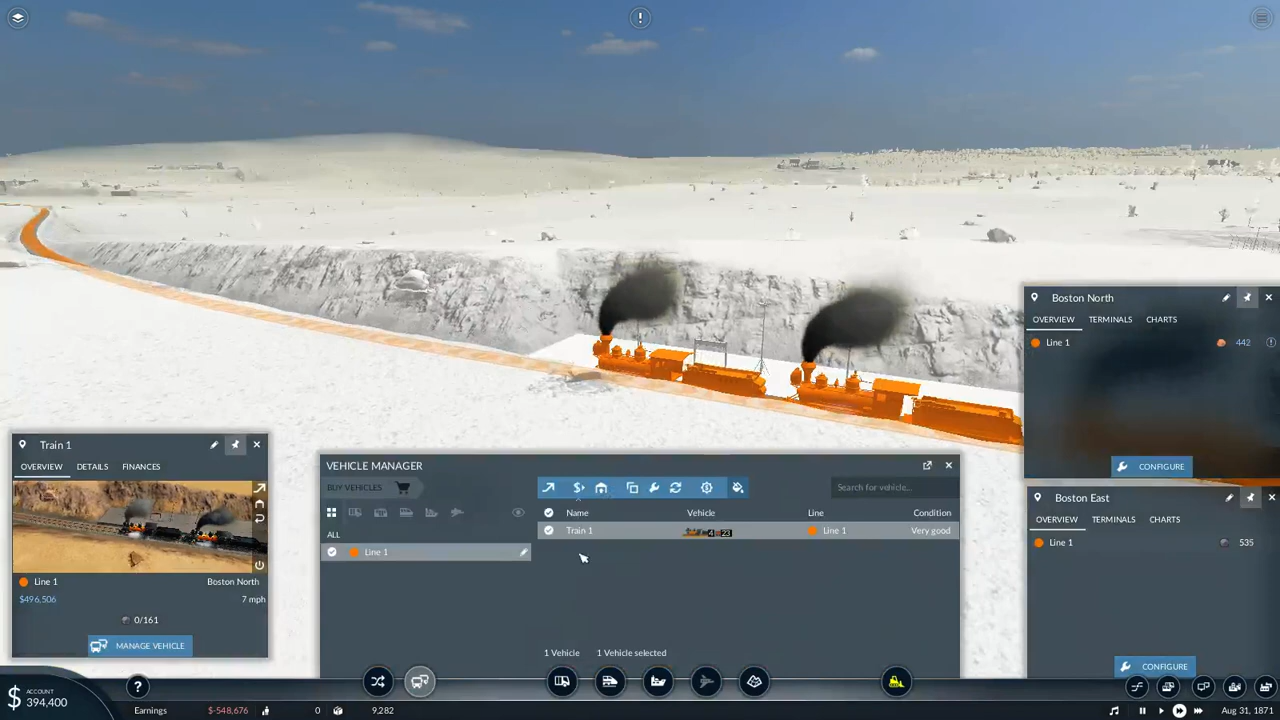 Boston North
OVERVIEW TERMINALS CHARTS
Line 1 442
CONFIGURE
Train 1
OVERVIEW DETAILS FINANCES
Line 1 Boston North
$496,506 7 mph
0/161
MANAGE VEHICLE
VEHICLE MANAGER
BUY VEHICLES
Search for vehicle...
ALL
Line 1
Name Vehicle Line Condition
Train 1 4 23 Line 1 Very good
1 Vehicle 1 Vehicle selected
Boston East
OVERVIEW TERMINALS CHARTS
Line 1 535
CONFIGURE
$ ACCOUNT
394,400
?
Earnings $-548,676 0 9,282
Aug 31, 1871